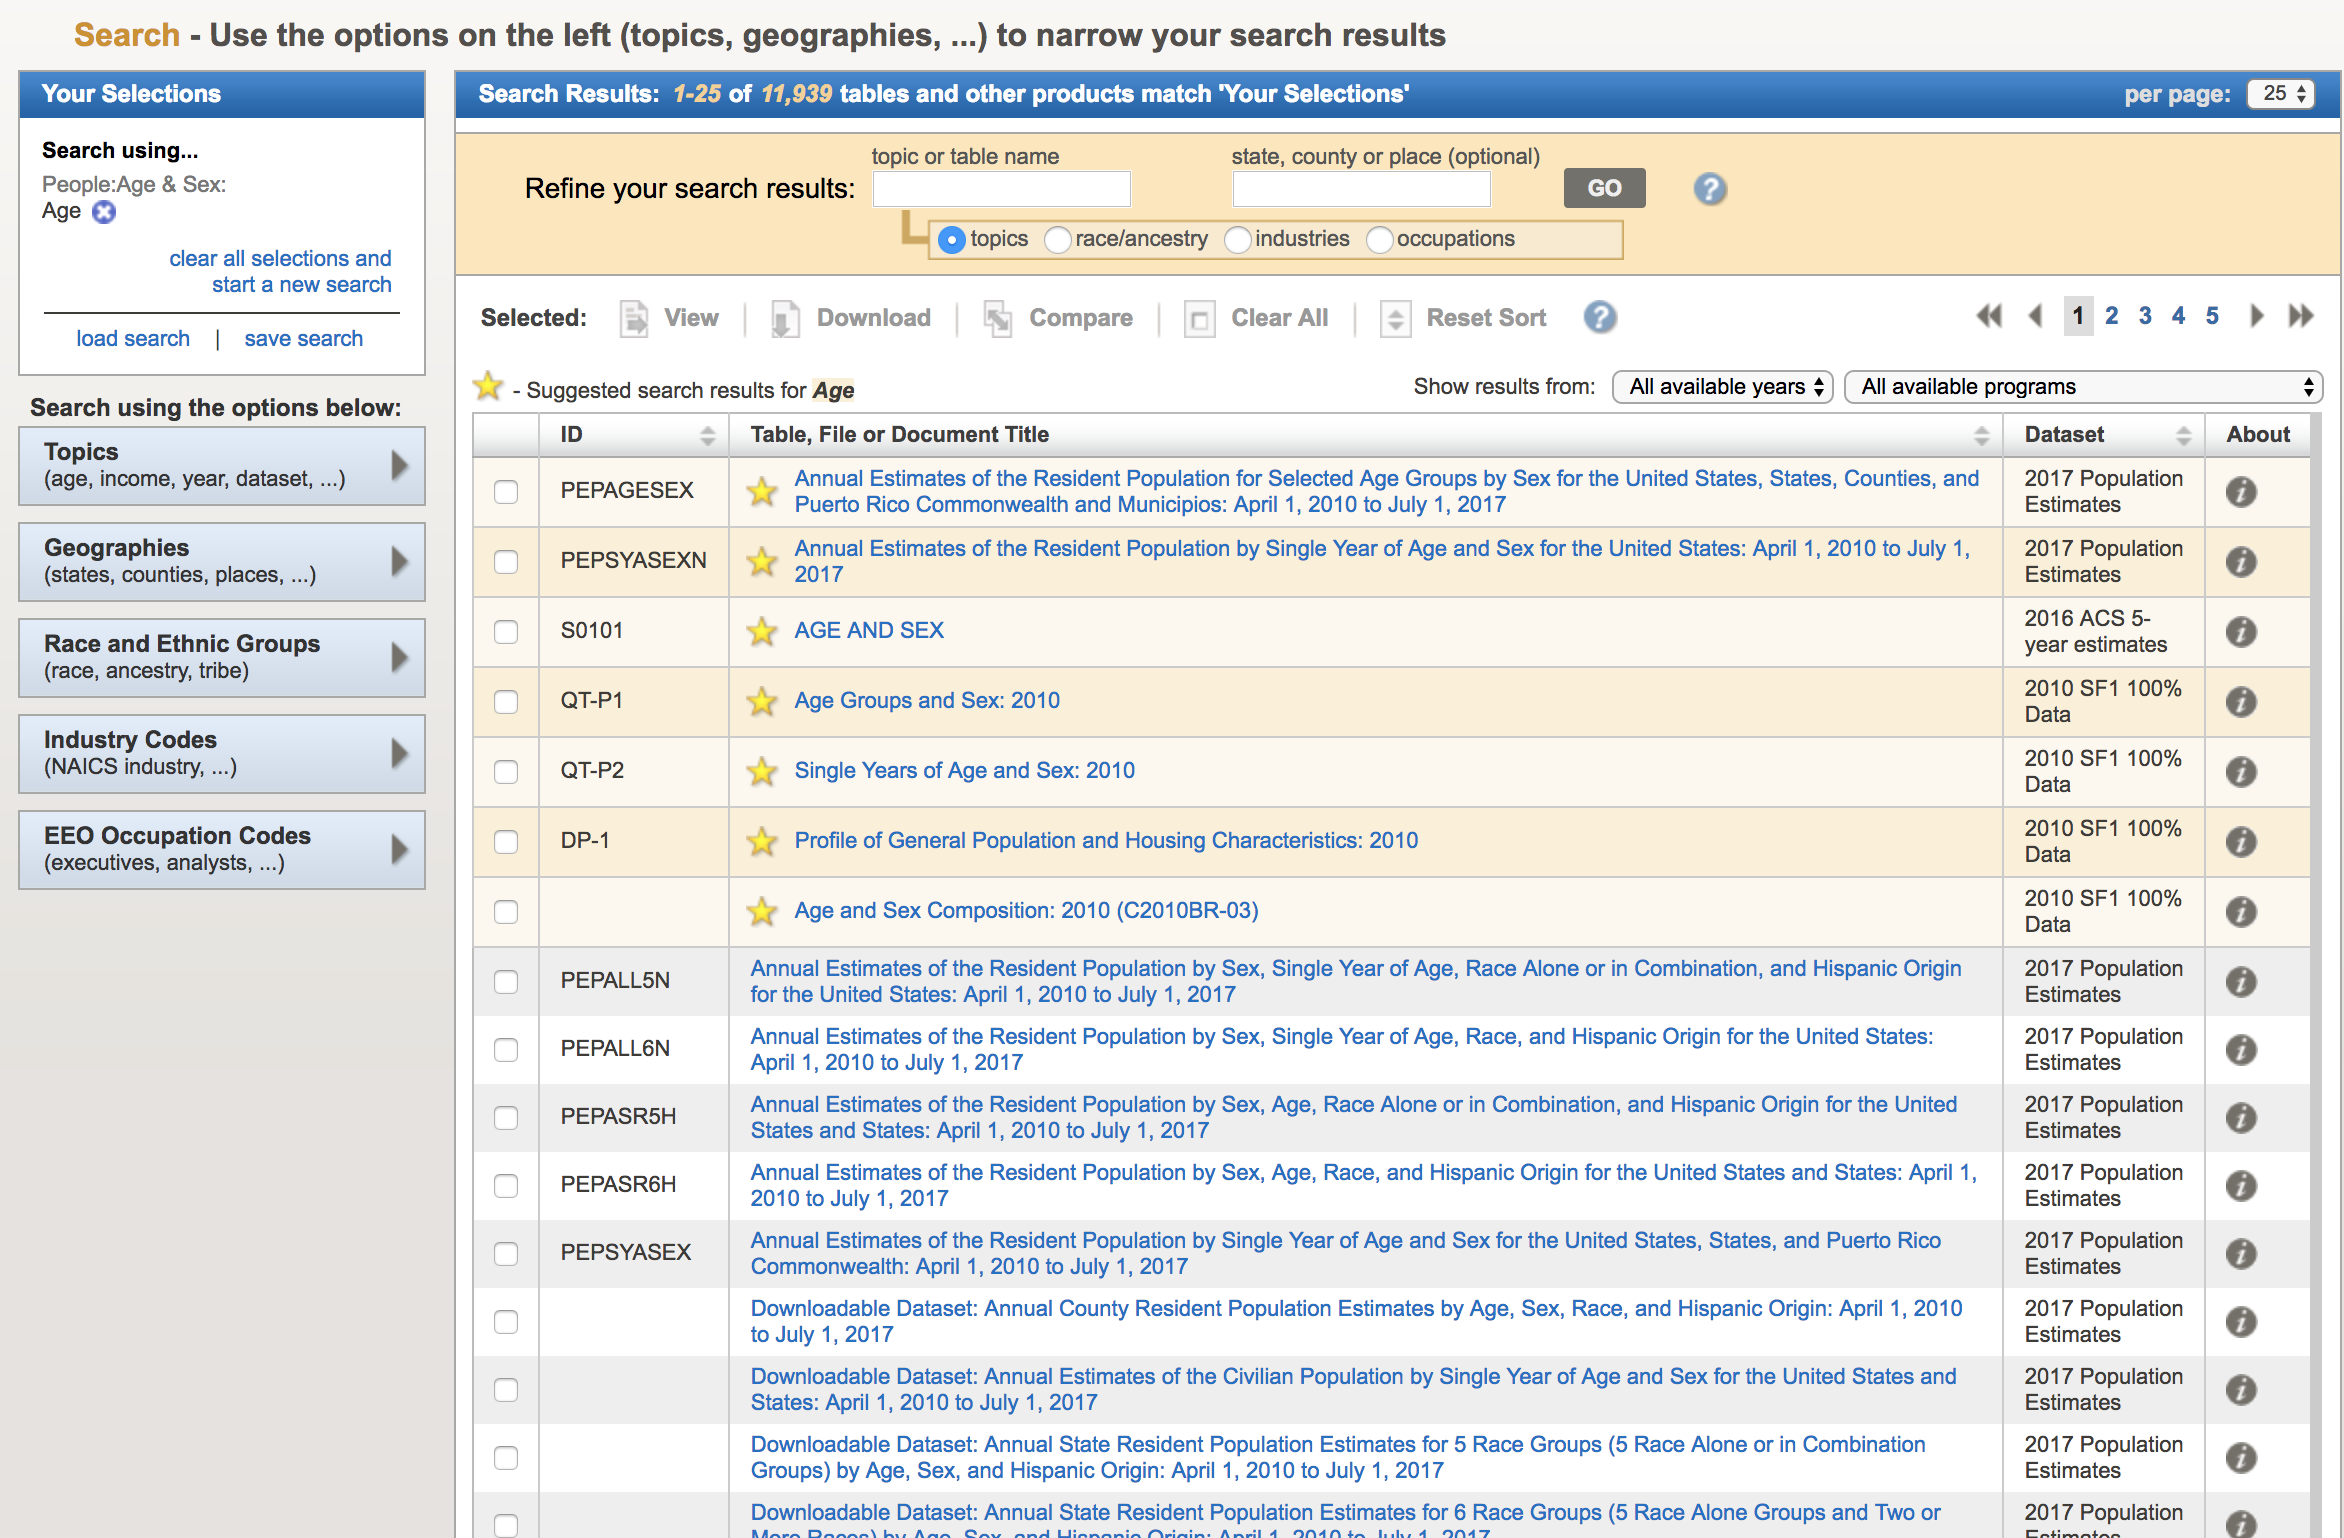 Search - Use the options on the left (topics, geographies, ...) to narrow your search results
Your Selections
Search using...
People:Age & Sex:
Age
clear all selections and
start a new search
load search | save search
Search using the options below:
Topics
(age, income, year, dataset, ...)
Geographies
(states, counties, places, ...)
Race and Ethnic Groups
(race, ancestry, tribe)
Industry Codes
(NAICS industry, ...)
EEO Occupation Codes
(executives, analysts, ...)
Search Results: 1-25 of 11,939 tables and other products match 'Your Selections'
per page: 25
topic or table name
state, county or place (optional)
Refine your search results:
GO
?
topics race/ancestry industries occupations
Selected: View | Download | Compare | Clear All | Reset Sort ?
1 2 3 4 5
- Suggested search results for Age
Show results from: All available years All available programs
ID Table, File or Document Title Dataset About
PEPAGESEX
Annual Estimates of the Resident Population for Selected Age Groups by Sex for the United States, States, Counties, and
Puerto Rico Commonwealth and Municipios: April 1, 2010 to July 1, 2017
2017 Population
Estimates
i
PEPSYASEXN
Annual Estimates of the Resident Population by Single Year of Age and Sex for the United States: April 1, 2010 to July 1,
2017
2017 Population
Estimates
i
S0101
AGE AND SEX
2016 ACS 5-
year estimates
i
QT-P1
Age Groups and Sex: 2010
2010 SF1 100%
Data
i
QT-P2
Single Years of Age and Sex: 2010
2010 SF1 100%
Data
i
DP-1
Profile of General Population and Housing Characteristics: 2010
2010 SF1 100%
Data
i
Age and Sex Composition: 2010 (C2010BR-03)
2010 SF1 100%
Data
i
PEPALL5N
Annual Estimates of the Resident Population by Sex, Single Year of Age, Race Alone or in Combination, and Hispanic Origin
for the United States: April 1, 2010 to July 1, 2017
2017 Population
Estimates
i
PEPALL6N
Annual Estimates of the Resident Population by Sex, Single Year of Age, Race, and Hispanic Origin for the United States:
April 1, 2010 to July 1, 2017
2017 Population
Estimates
i
PEPASR5H
Annual Estimates of the Resident Population by Sex, Age, Race Alone or in Combination, and Hispanic Origin for the United
States and States: April 1, 2010 to July 1, 2017
2017 Population
Estimates
i
PEPASR6H
Annual Estimates of the Resident Population by Sex, Age, Race, and Hispanic Origin for the United States and States: April 1,
2010 to July 1, 2017
2017 Population
Estimates
i
PEPSYASEX
Annual Estimates of the Resident Population by Single Year of Age and Sex for the United States, States, and Puerto Rico
Commonwealth: April 1, 2010 to July 1, 2017
2017 Population
Estimates
i
Downloadable Dataset: Annual County Resident Population Estimates by Age, Sex, Race, and Hispanic Origin: April 1, 2010
to July 1, 2017
2017 Population
Estimates
i
Downloadable Dataset: Annual Estimates of the Civilian Population by Single Year of Age and Sex for the United States and
States: April 1, 2010 to July 1, 2017
2017 Population
Estimates
i
Downloadable Dataset: Annual State Resident Population Estimates for 5 Race Groups (5 Race Alone or in Combination
Groups) by Age, Sex, and Hispanic Origin: April 1, 2010 to July 1, 2017
2017 Population
Estimates
i
Downloadable Dataset: Annual State Resident Population Estimates for 6 Race Groups (5 Race Alone Groups and Two or
More Races) by Age, Sex, and Hispanic Origin: April 1, 2010 to July 1, 2017
2017 Population
Estimates
i